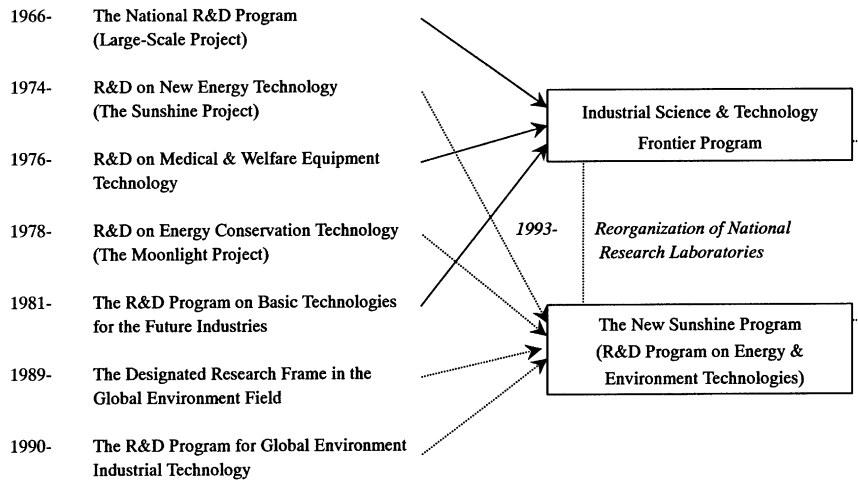 1966- The National R&D Program
(Large-Scale Project)
1974- R&D on New Energy Technology
(The Sunshine Project)
1976- R&D on Medical & Welfare Equipment
Technology
1978- R&D on Energy Conservation Technology
(The Moonlight Project)
1981- The R&D Program on Basic Technologies
for the Future Industries
1989- The Designated Research Frame in the
Global Environment Field
1990- The R&D Program for Global Environment
Industrial Technology
Industrial Science & Technology
Frontier Program
1993- Reorganization of National
Research Laboratories
The New Sunshine Program
(R&D Program on Energy &
Environment Technologies)